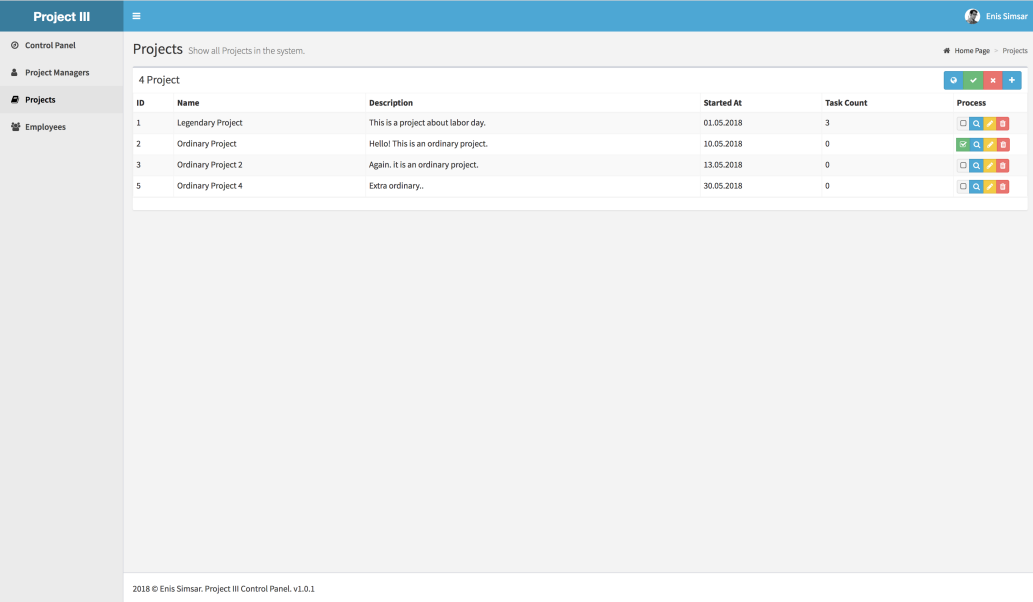 Project III
Enis Simsar
Control Panel
Project Managers
Projects
Employees
Projects Show all Projects in the system.
Home Page > Projects
4 Project
ID Name Description Started At Task Count Process
1 Legendary Project This is a project about labor day. 01.05.2018 3
2 Ordinary Project Hello! This is an ordinary project. 10.05.2018 0
3 Ordinary Project 2 Again. it is an ordinary project. 13.05.2018 0
5 Ordinary Project 4 Extra ordinary.. 30.05.2018 0
2018 © Enis Simsar. Project III Control Panel. v1.0.1